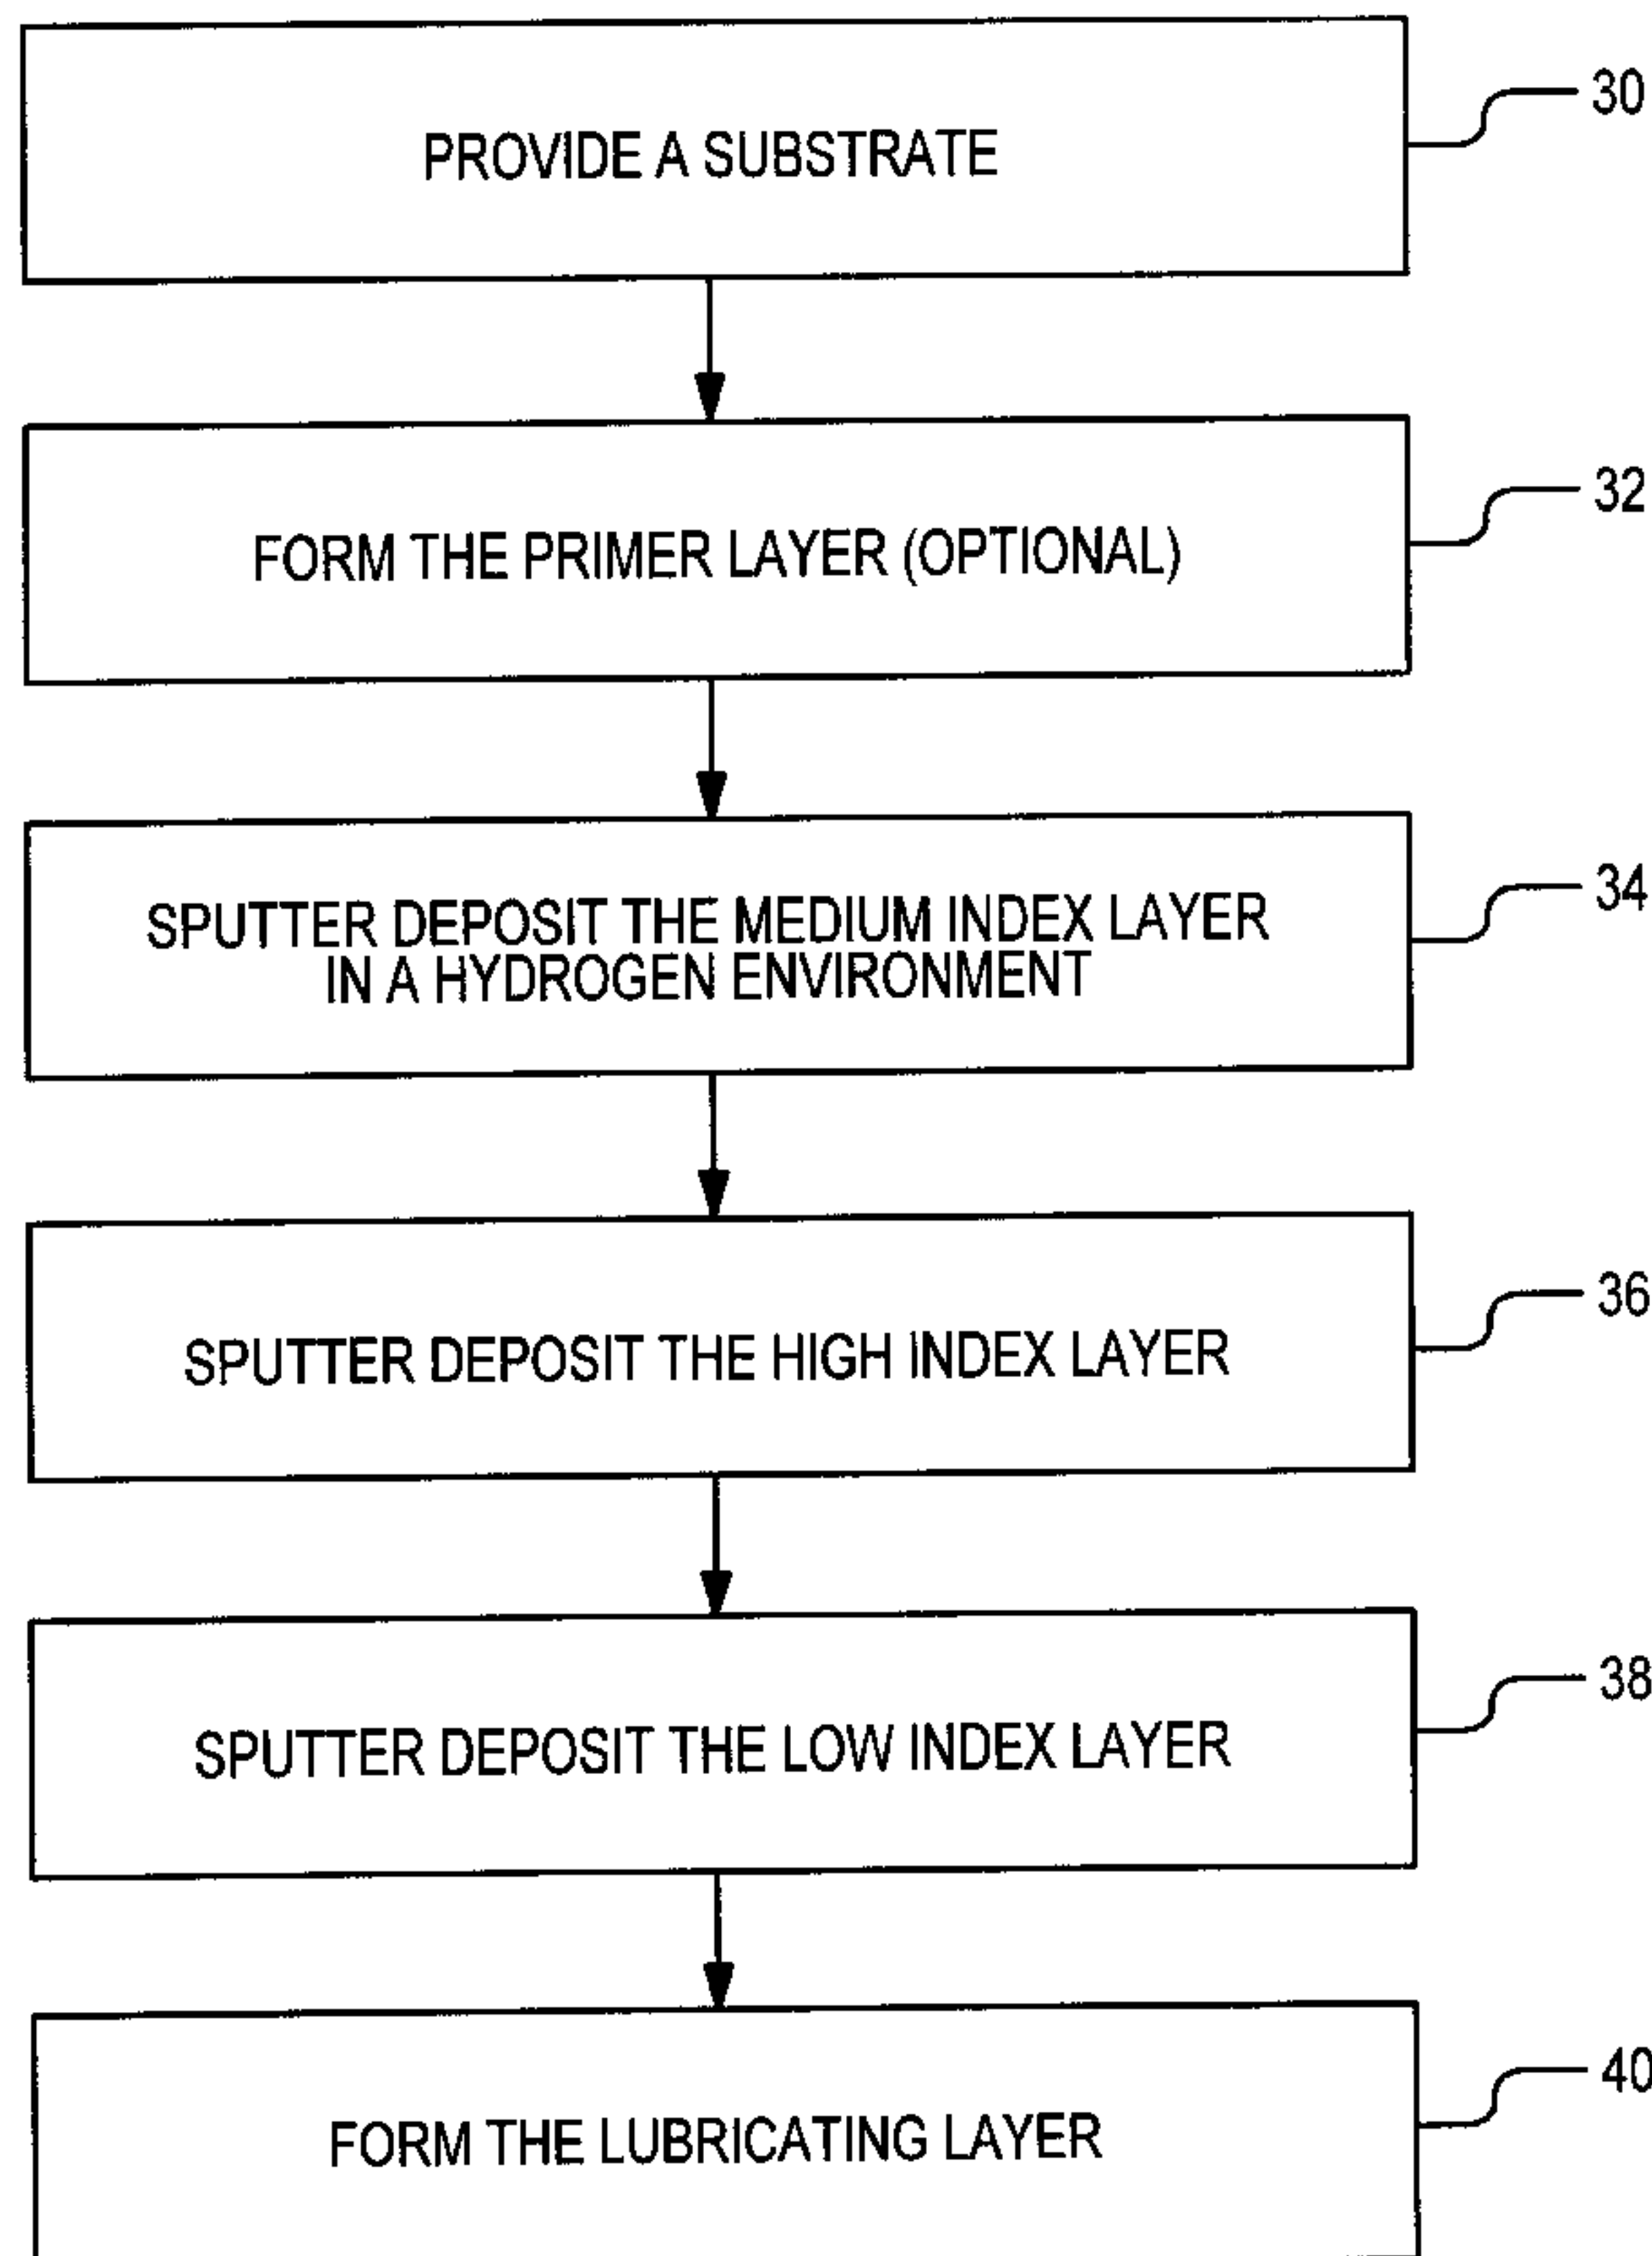 PROVIDE A SUBSTRATE
30
FORM THE PRIMER LAYER (OPTIONAL)
32
SPUTTER DEPOSIT THE MEDIUM INDEX LAYER
IN A HYDROGEN ENVIRONMENT
34
SPUTTER DEPOSIT THE HIGH INDEX LAYER
36
SPUTTER DEPOSIT THE LOW INDEX LAYER
38
FORM THE LUBRICATING LAYER
40